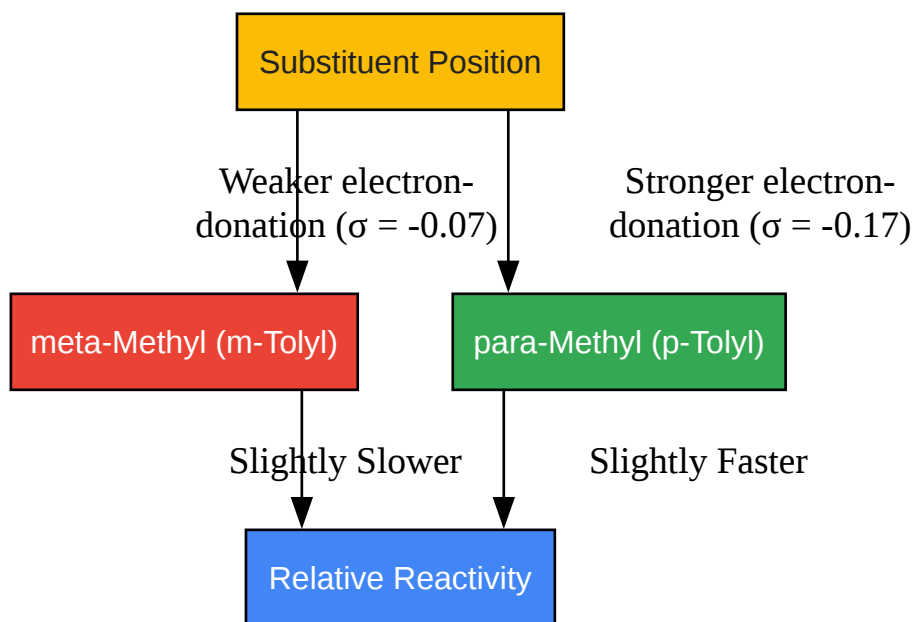 Substituent Position
Weaker electron-
donation (σ = -0.07)
Stronger electron-
donation (σ = -0.17)
meta-Methyl (m-Tolyl)
para-Methyl (p-Tolyl)
Slightly Slower
Slightly Faster
Relative Reactivity